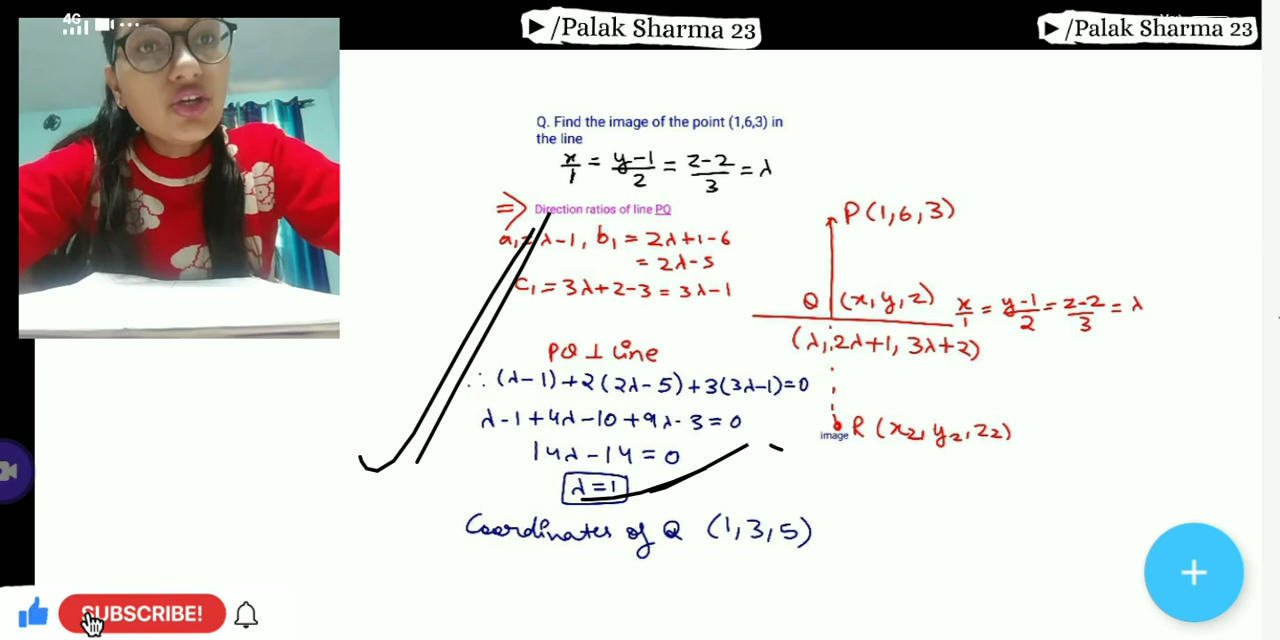 4G
▶/Palak Sharma 23
▶/Palak Sharma 23
Q. Find the image of the point (1,6,3) in
the line
x/1 = y-1/2 = z-2/3 = λ
⇒ Direction ratios of line PQ
a₁ = λ-1, b₁ = 2λ+1-6
= 2λ-5
c₁ = 3λ+2-3 = 3λ-1
PQ ⊥ line
∴ (λ-1)+2(2λ-5)+3(3λ-1)=0
λ-1+4λ-10+9λ-3=0
14λ-14=0
λ=1
Coordinates of Q (1,3,5)
P(1,6,3)
Q (x,y,z) x/1 = y-1/2 = z-2/3 = λ
(λ, 2λ+1, 3λ+2)
image R (x₂, y₂, z₂)
SUBSCRIBE!